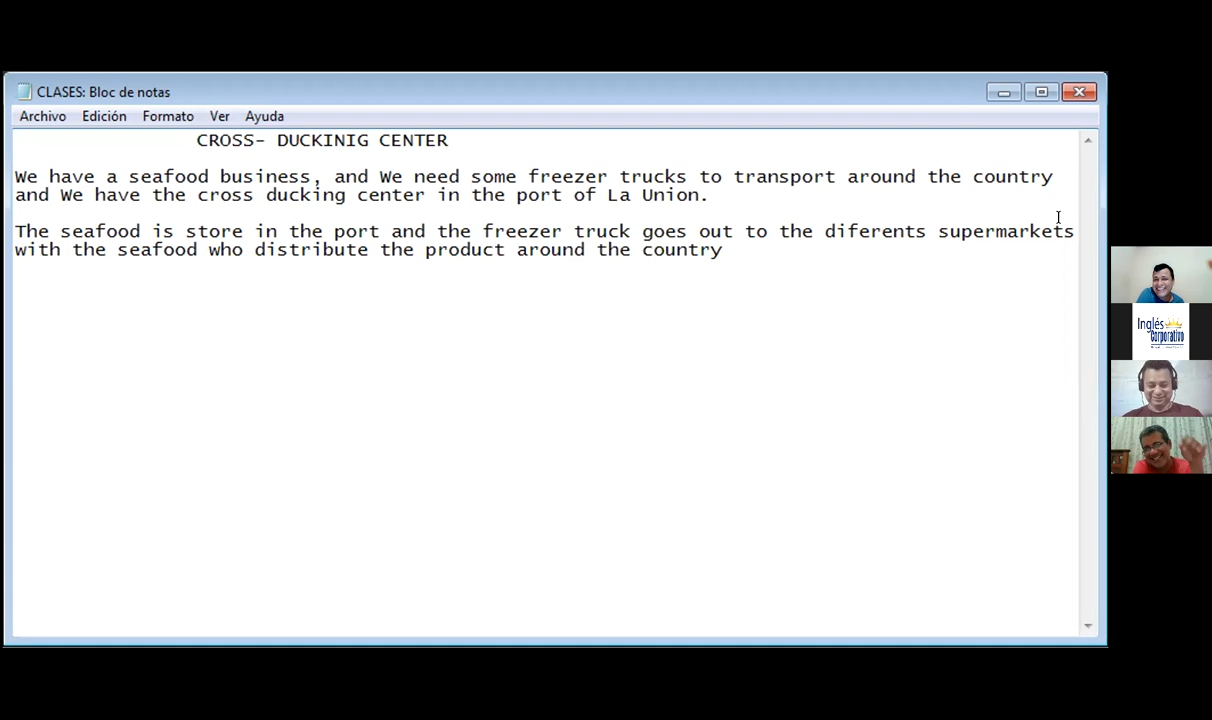 CLASES: Bloc de notas
Archivo Edición Formato Ver Ayuda
CROSS- DUCKINIG CENTER
We have a seafood business, and We need some freezer trucks to transport around the country
and We have the cross ducking center in the port of La Union.
The seafood is store in the port and the freezer truck goes out to the diferents supermarkets
with the seafood who distribute the product around the country
Inglés
Corporativo